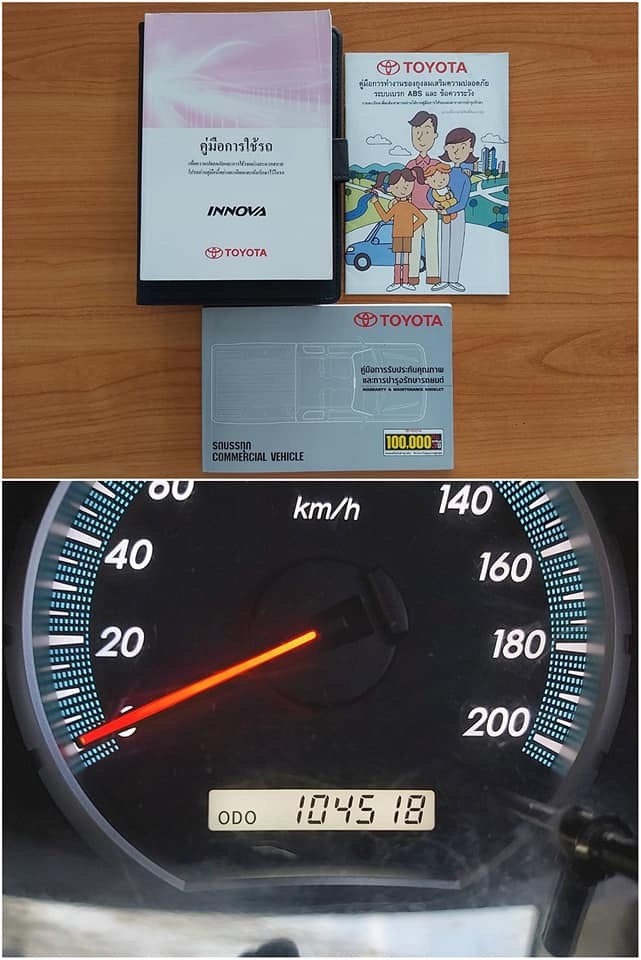 คู่มือการใช้รถ
INNOVA
TOYOTA
TOYOTA
คู่มือการทำงานของถุงลมเสริมความปลอดภัย
ระบบเบรก ABS และ ข้อควรระวัง
TOYOTA
คู่มือการรับประกันคุณภาพ
และการบำรุงรักษารถยนต์
WARRANTY & MAINTENANCE BOOKLET
รถบรรทุก
COMMERCIAL VEHICLE
100,000
60
km/h
140
40
160
20
180
0
200
ODO 104518